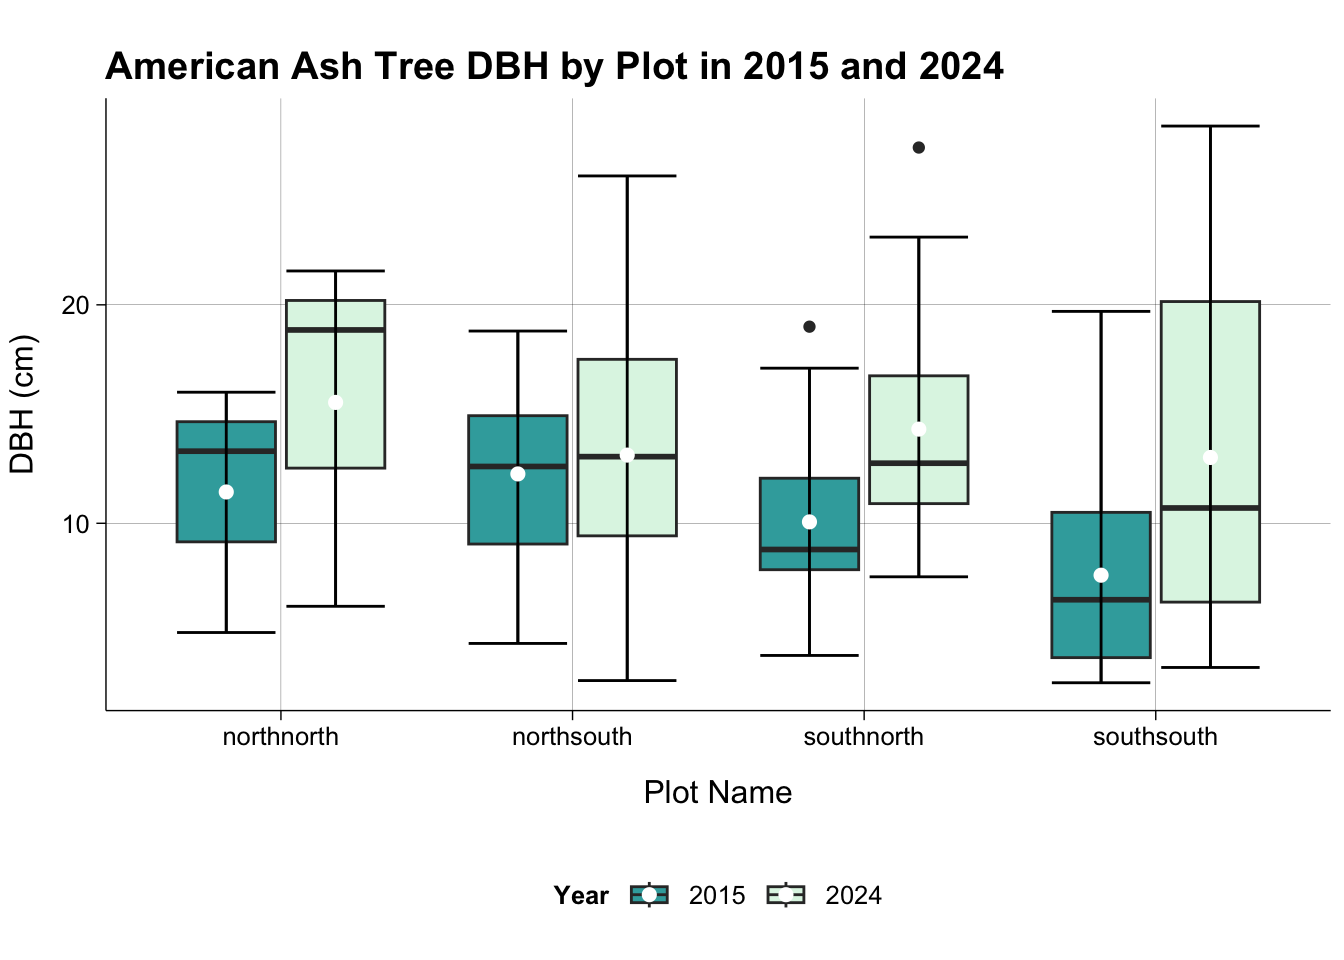 American Ash Tree DBH by Plot in 2015 and 2024
DBH (cm)
20
10
northnorth
northsouth
southnorth
southsouth
Plot Name
Year 2015 2024